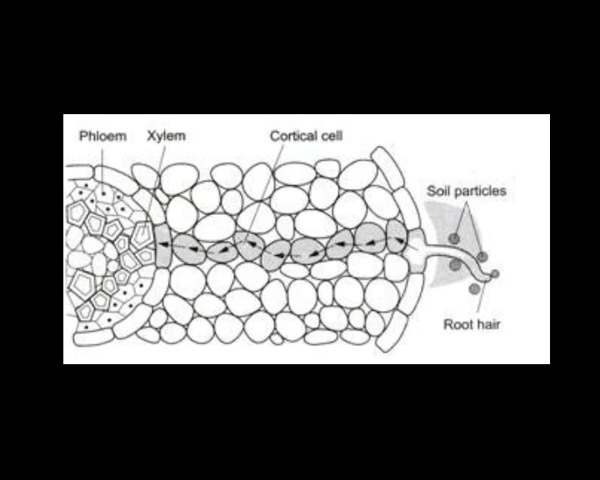 Phloem
Xylem
Cortical cell
Soil particles
Root hair